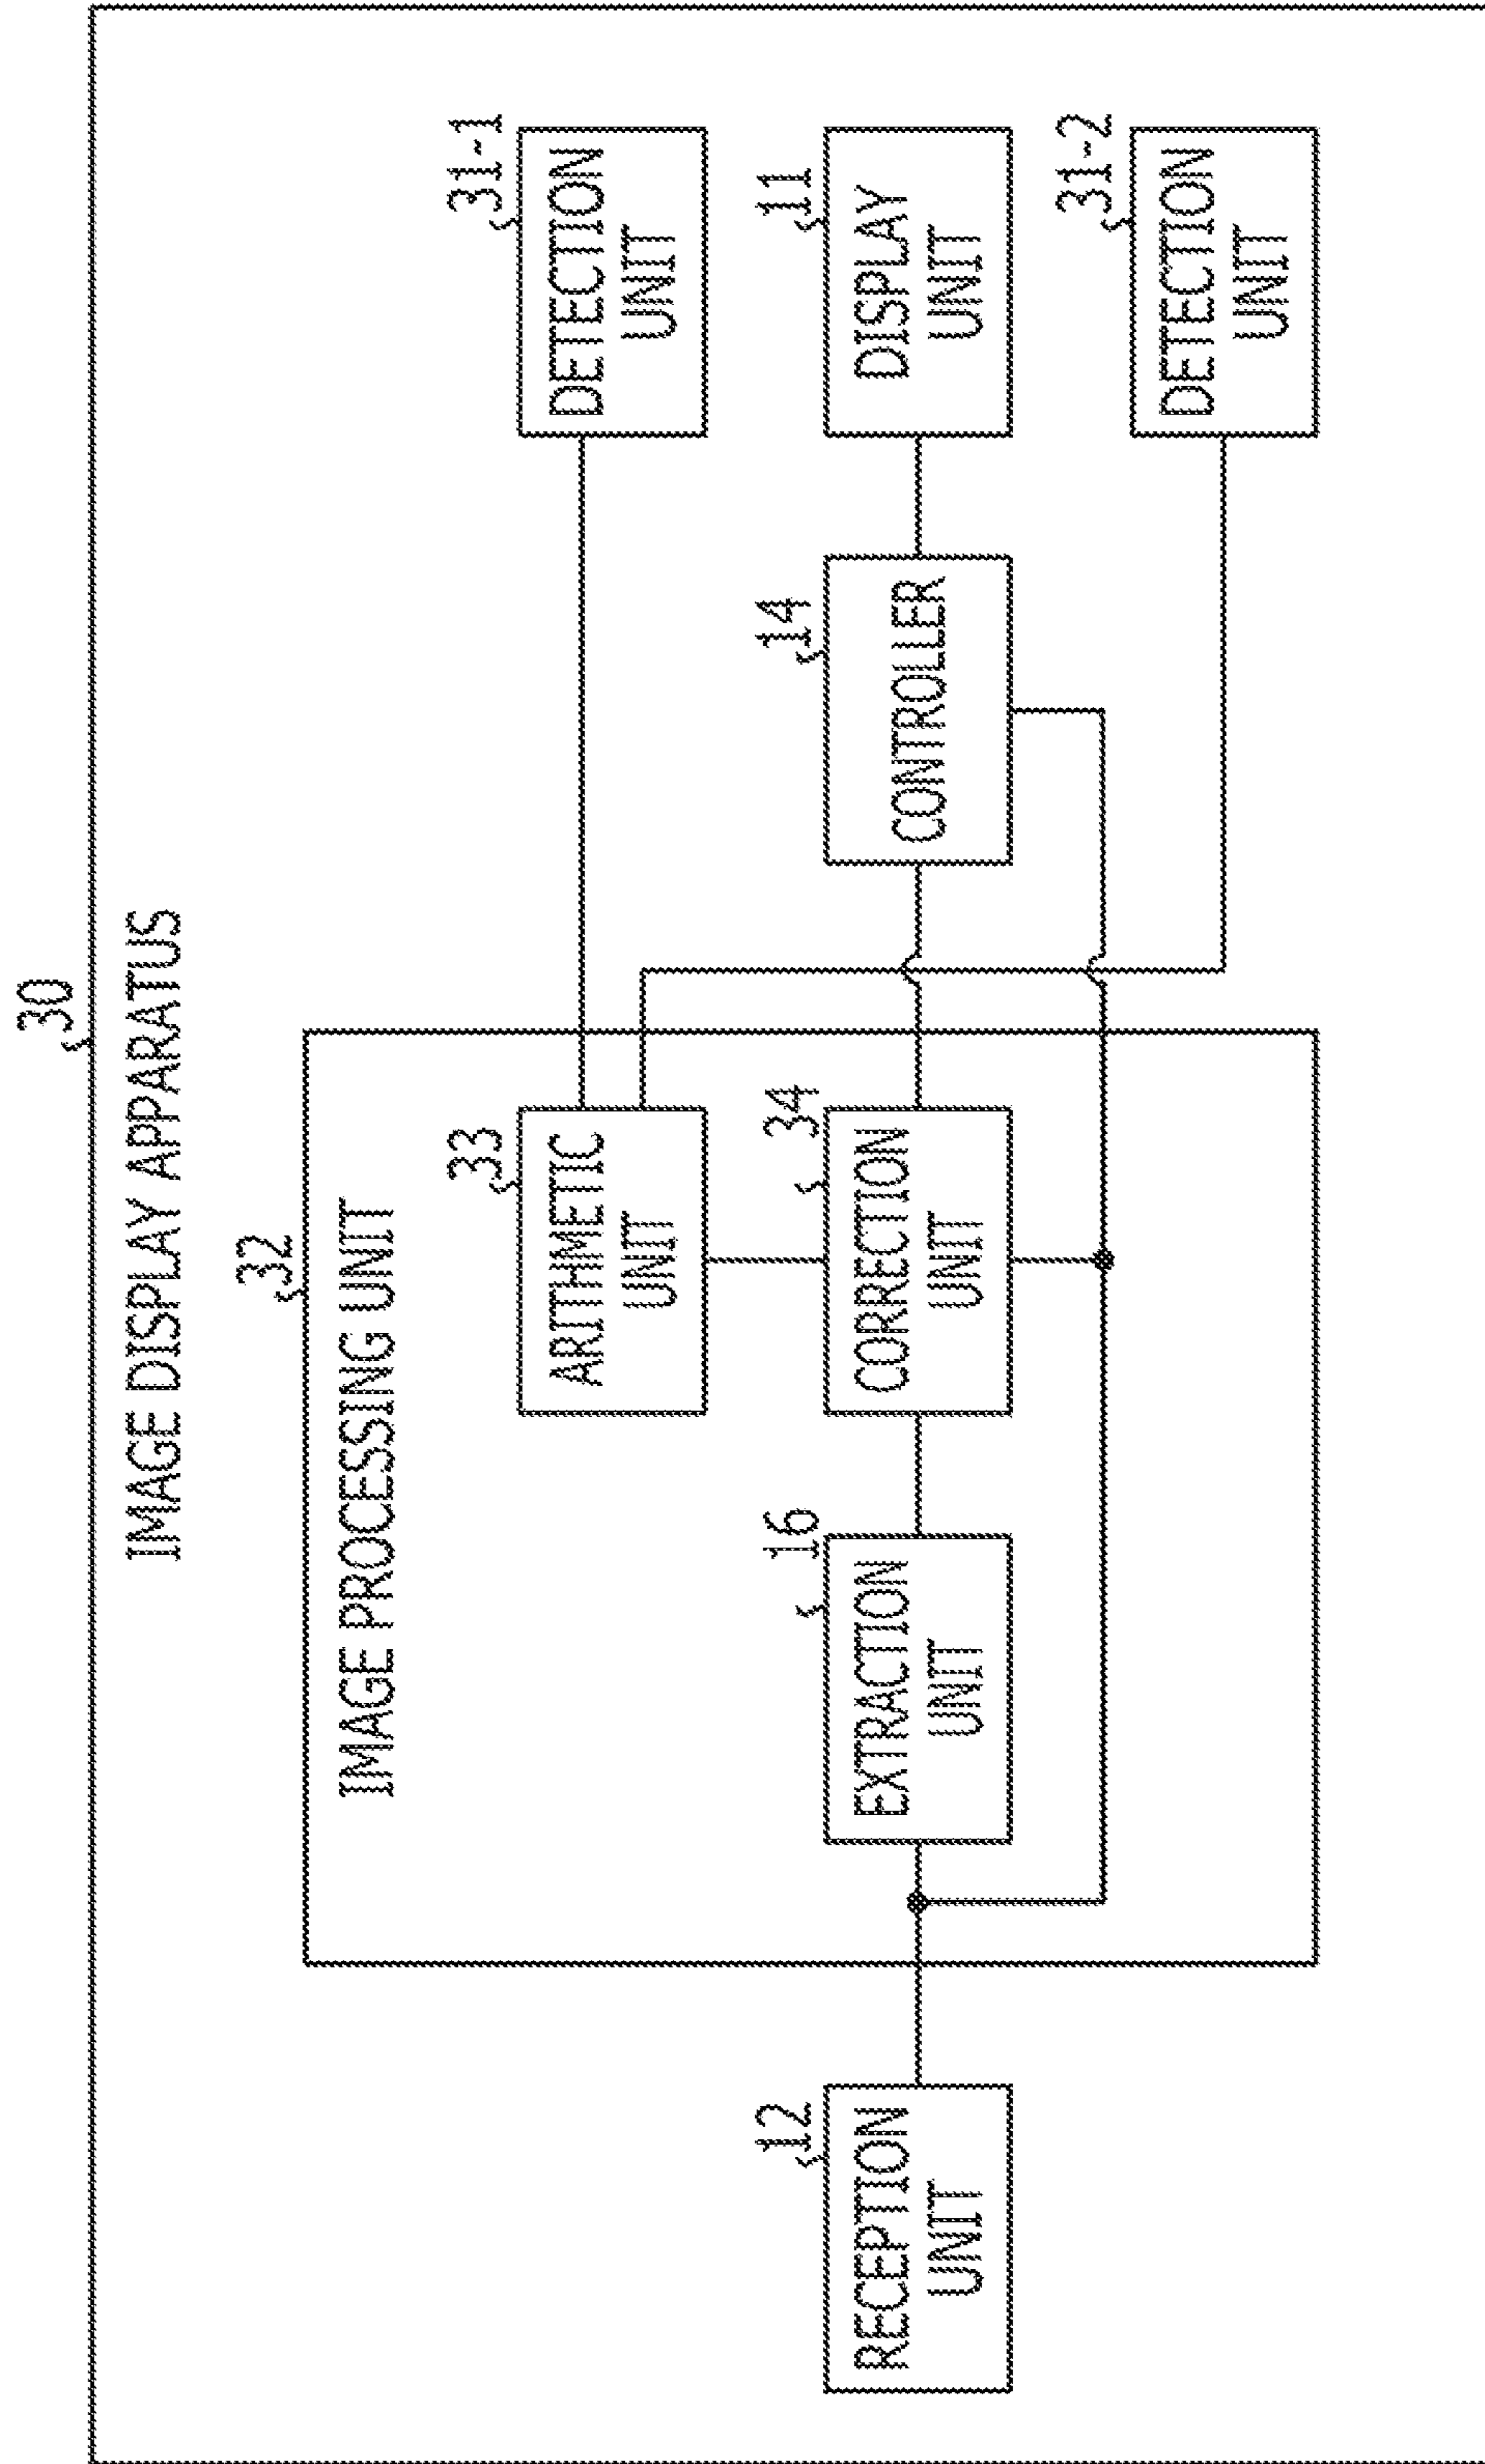 30
IMAGE DISPLAY APPARATUS
32
IMAGE PROCESSING UNIT
33
ARITHMETIC
UNIT
31-1
DETECTION
UNIT
12
RECEPTION
UNIT
16
EXTRACTION
UNIT
34
CORRECTION
UNIT
14
CONTROLLER
11
DISPLAY
UNIT
31-2
DETECTION
UNIT